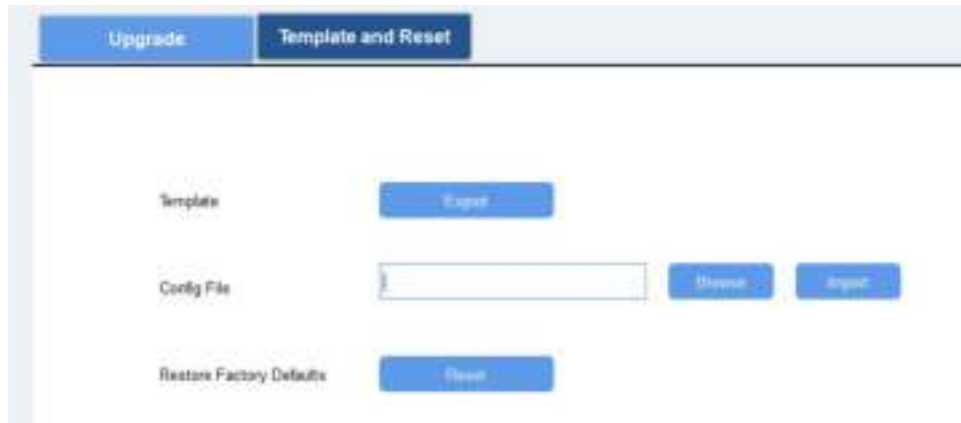 Upgrade Template and Reset
Template Export
Config File Browse Import
Restore Factory Defaults Reset